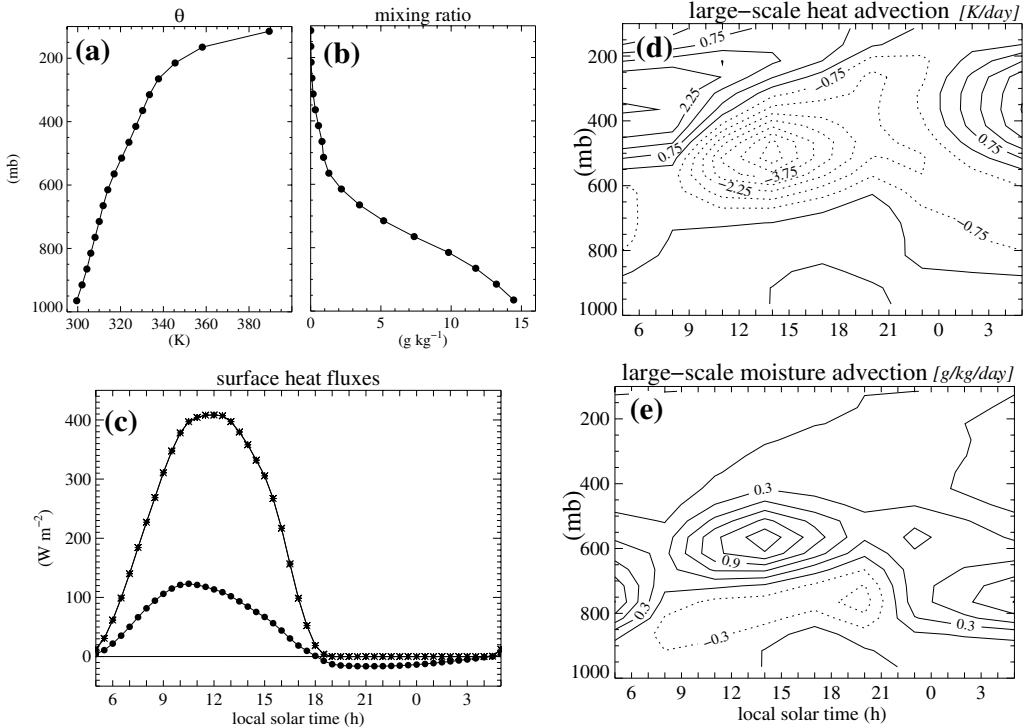 θ
(a)
200
400
600
800
1000
(mb)
300 320 340 360 380
(K)
mixing ratio
(b)
0 5 10 15
(g kg⁻¹)
large−scale heat advection [K/day]
(d)
200
400
600
800
1000
(mb)
0.75
2.25
0.75
−0.75
−3.75
−2.25
0.75
−0.75
6 9 12 15 18 21 0 3
surface heat fluxes
(c)
400
300
200
100
0
(W m⁻²)
6 9 12 15 18 21 0 3
local solar time (h)
large−scale moisture advection [g/kg/day]
(e)
200
400
600
800
1000
(mb)
0.3
0.9
0.3
−0.3
0.3
6 9 12 15 18 21 0 3
local solar time (h)